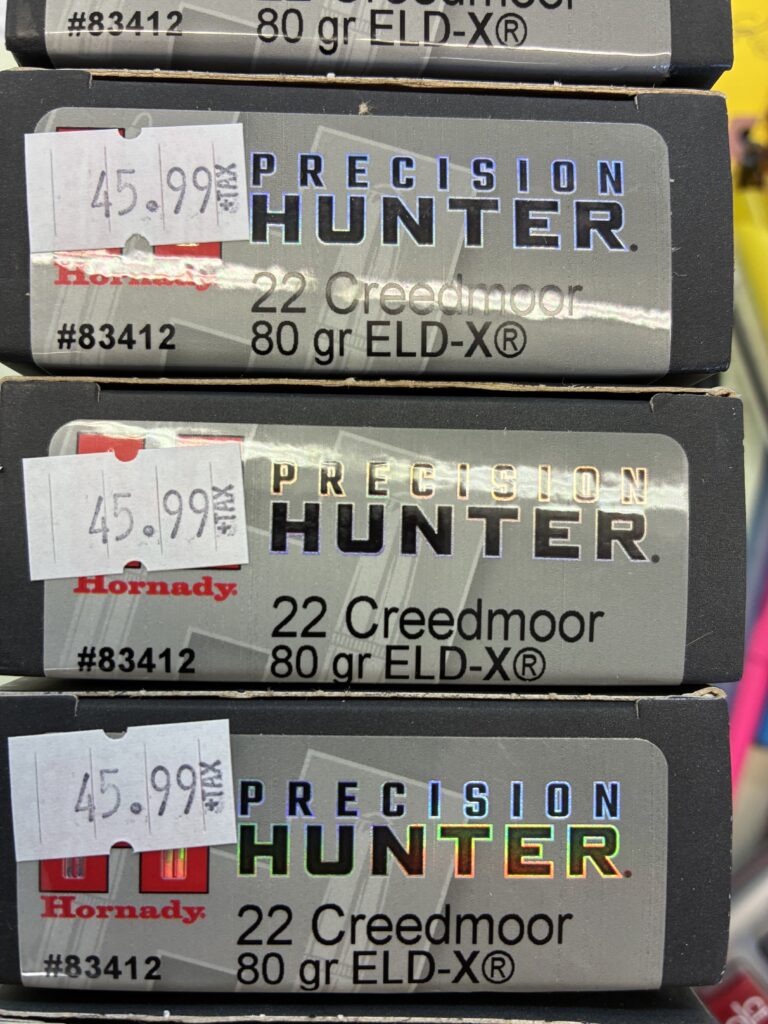 22 Creedmoor
#83412 80 gr ELD-X®
45.99 +TAX
PRECISION
HUNTER.
Hornady
22 Creedmoor
#83412 80 gr ELD-X®
45.99 +TAX
PRECISION
HUNTER.
Hornady
22 Creedmoor
#83412 80 gr ELD-X®
45.99 +TAX
PRECISION
HUNTER.
Hornady
22 Creedmoor
#83412 80 gr ELD-X®